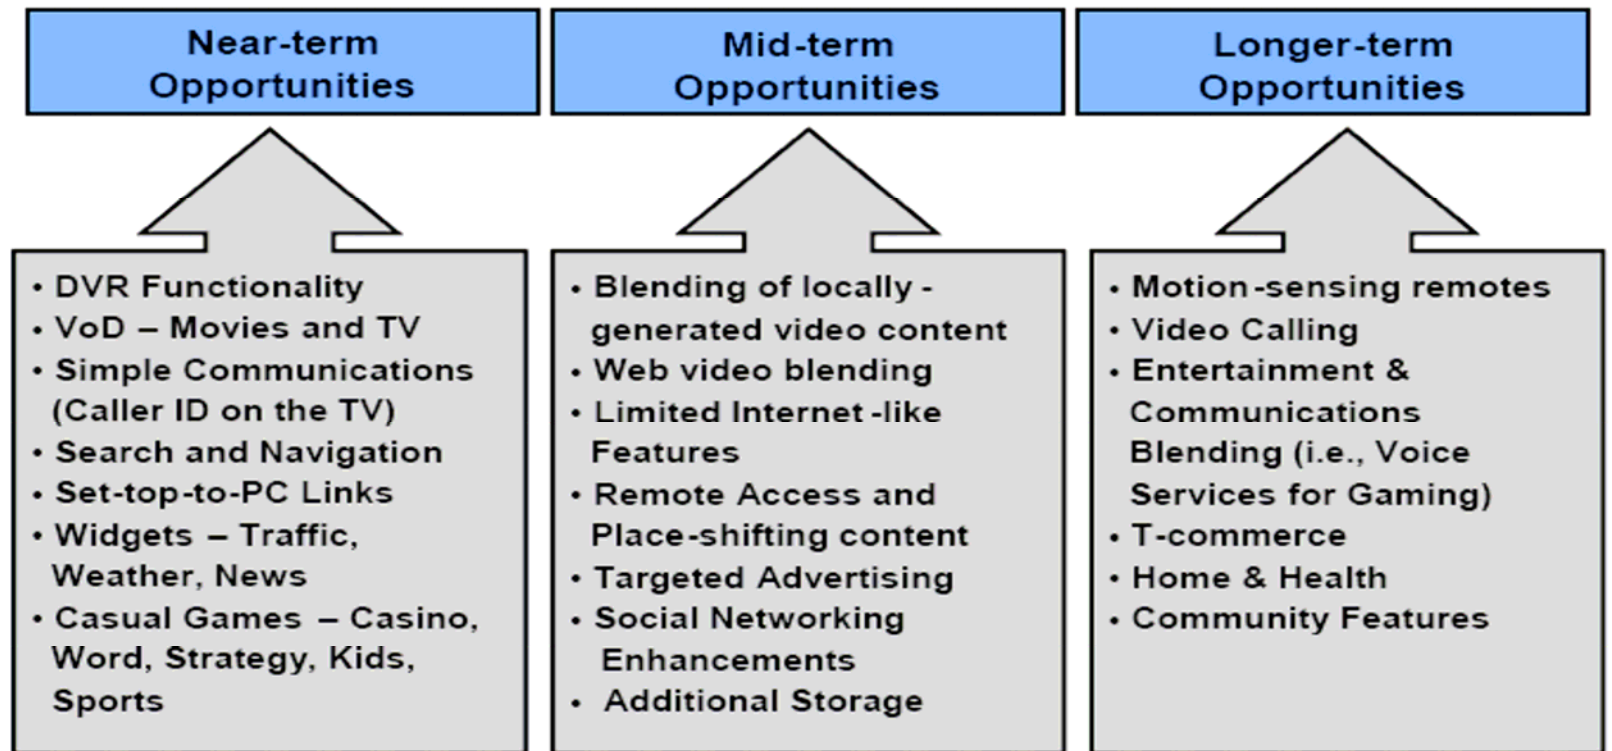 Near-term
Opportunities
Mid-term
Opportunities
Longer-term
Opportunities
• DVR Functionality
• VoD – Movies and TV
• Simple Communications
(Caller ID on the TV)
• Search and Navigation
• Set-top-to-PC Links
• Widgets – Traffic,
Weather, News
• Casual Games – Casino,
Word, Strategy, Kids,
Sports
• Blending of locally -
generated video content
• Web video blending
• Limited Internet -like
Features
• Remote Access and
Place-shifting content
• Targeted Advertising
• Social Networking
Enhancements
• Additional Storage
• Motion -sensing remotes
• Video Calling
• Entertainment &
Communications
Blending (i.e., Voice
Services for Gaming)
• T-commerce
• Home & Health
• Community Features